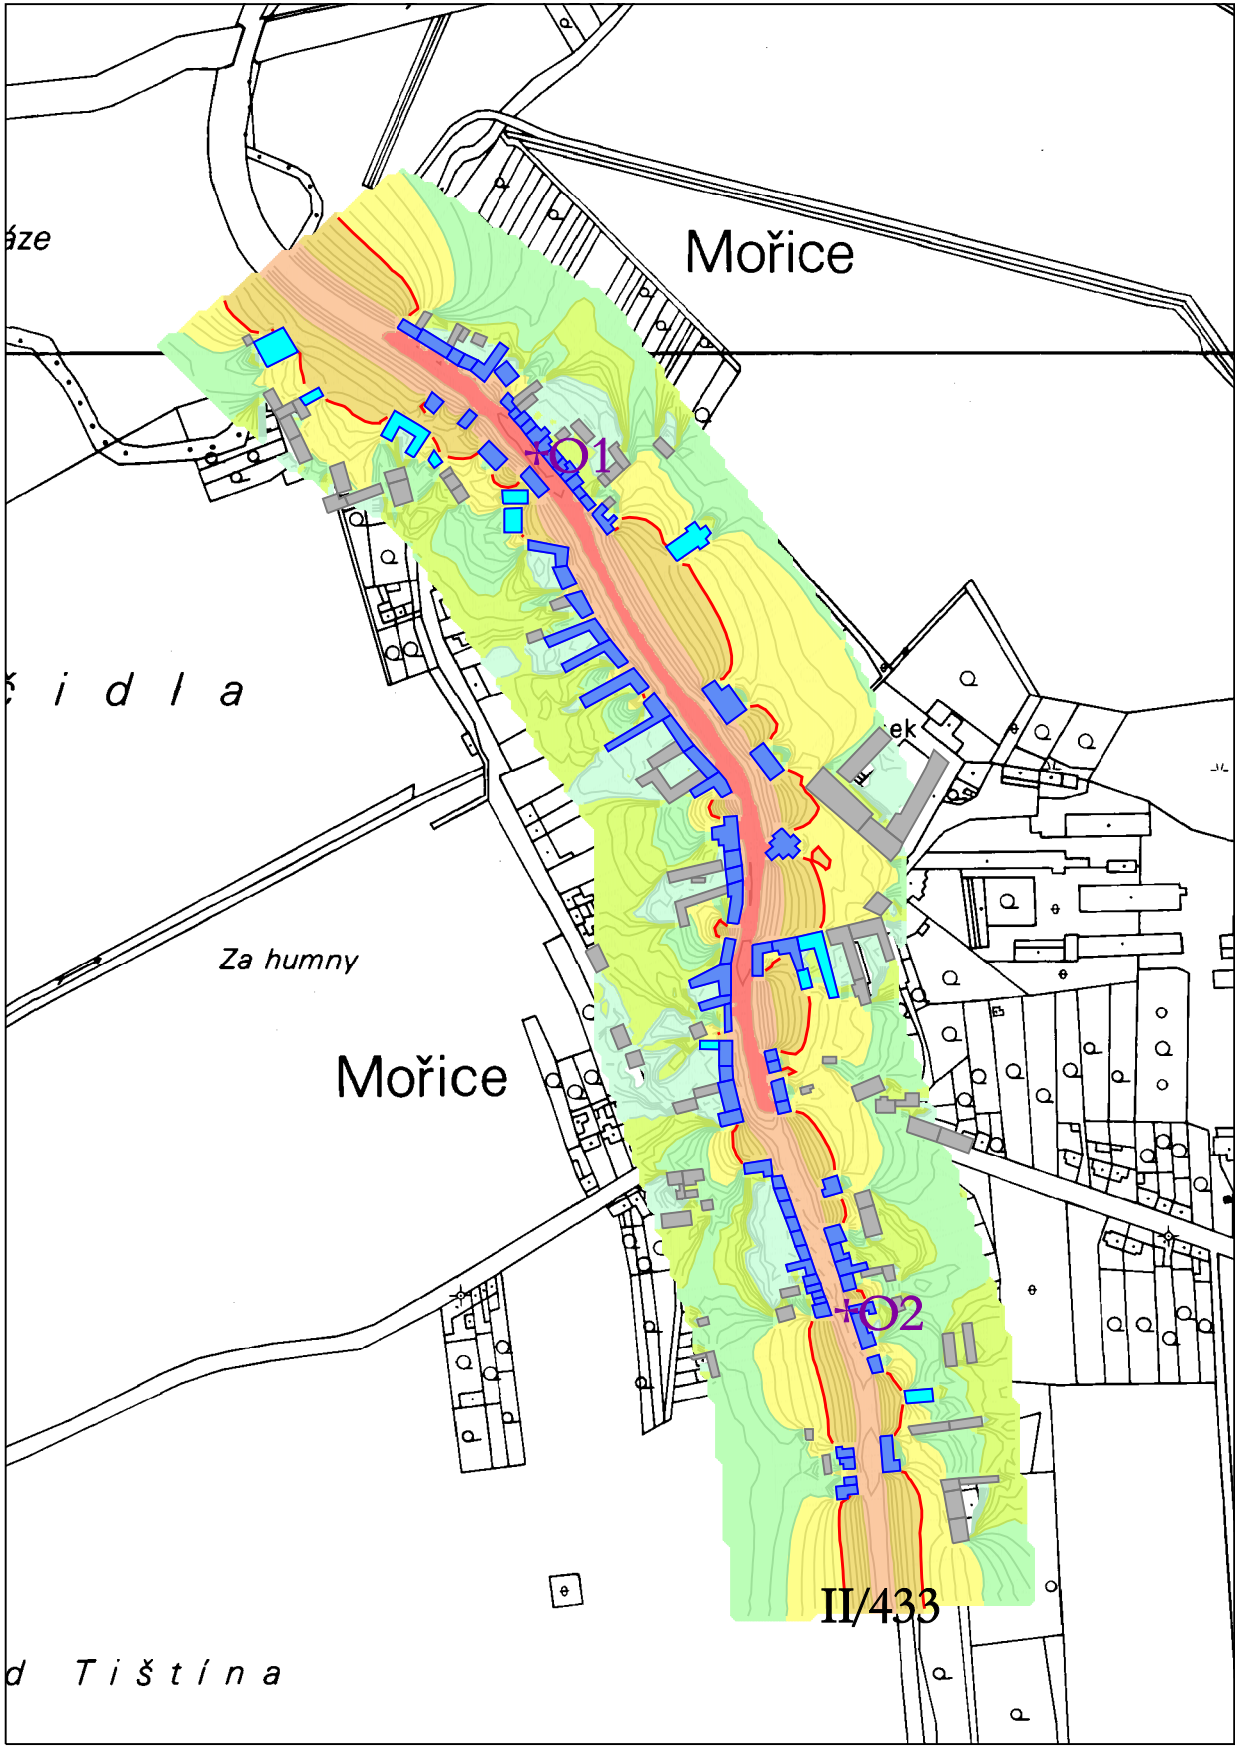 áze
Mořice
O1
č i d l a
ek
Za humny
Mořice
O2
II/433
d T i š t í n a